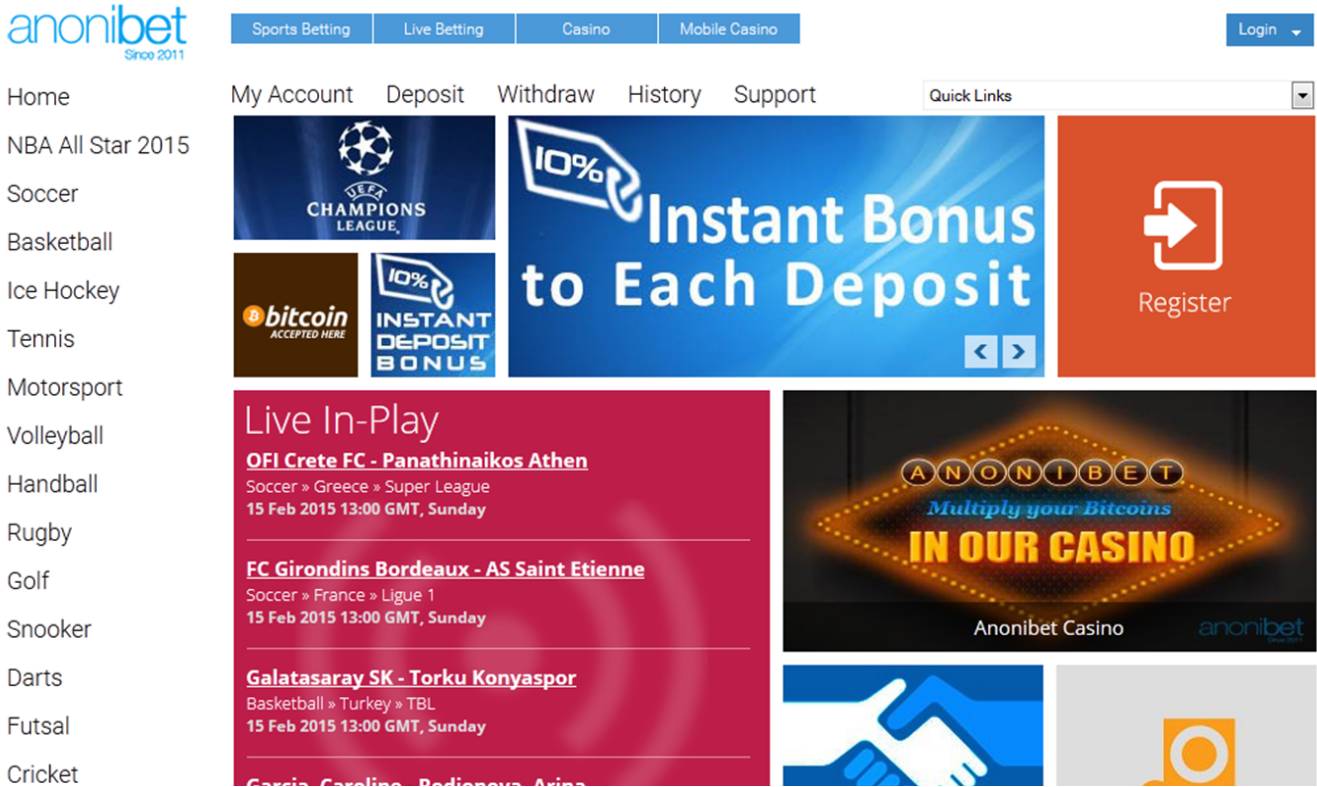 anonibet
Since 2011
Sports Betting
Live Betting
Casino
Mobile Casino
Login
My Account
Deposit
Withdraw
History
Support
Quick Links
Home
NBA All Star 2015
Soccer
Basketball
Ice Hockey
Tennis
Motorsport
Volleyball
Handball
Rugby
Golf
Snooker
Darts
Futsal
Cricket
UEFA
CHAMPIONS
LEAGUE
bitcoin
ACCEPTED HERE
10%
INSTANT
DEPOSIT
BONUS
10%
Instant Bonus
to Each Deposit
Register
Live In-Play
OFI Crete FC - Panathinaikos Athen
Soccer » Greece » Super League
15 Feb 2015 13:00 GMT, Sunday
FC Girondins Bordeaux - AS Saint Etienne
Soccer » France » Ligue 1
15 Feb 2015 13:00 GMT, Sunday
Galatasaray SK - Torku Konyaspor
Basketball » Turkey » TBL
15 Feb 2015 13:00 GMT, Sunday
Garcia, Caroline - Rodionova, Arina
ANONIBET
Multiply your Bitcoins
IN OUR CASINO
Anonibet Casino
anonibet
Since 2011